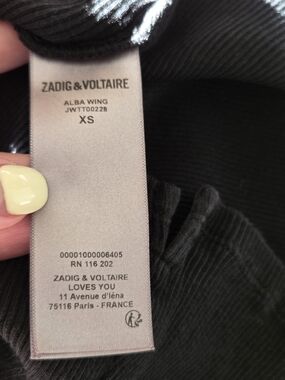 ZADIG & VOLTAIRE
ALBA WING
JWTT00228
XS
00001000006405
RN 116 202
ZADIG & VOLTAIRE
LOVES YOU
11 Avenue d'Iéna
75116 Paris - FRANCE